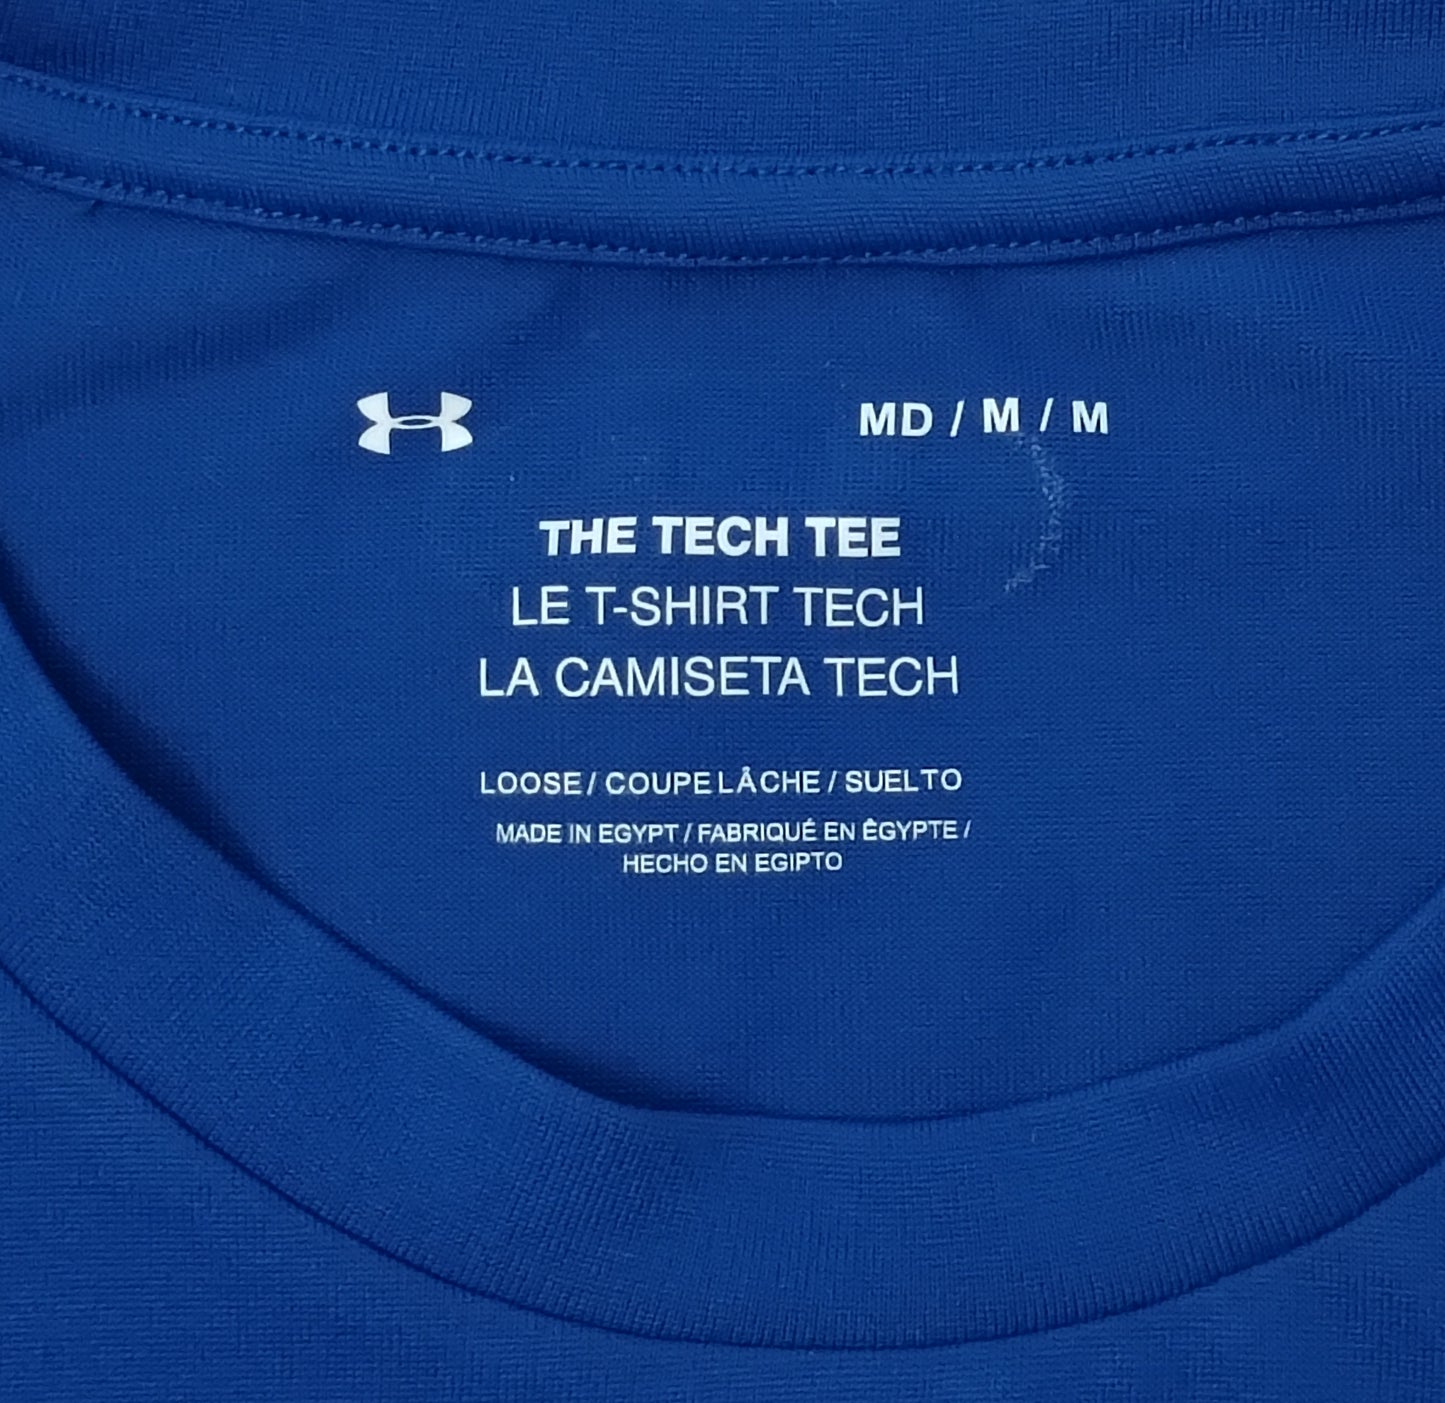 MD / M / M
THE TECH TEE
LE T-SHIRT TECH
LA CAMISETA TECH
LOOSE / COUPE LÂCHE / SUELTO
MADE IN EGYPT / FABRIQUÉ EN ÊGYPTE /
HECHO EN EGIPTO